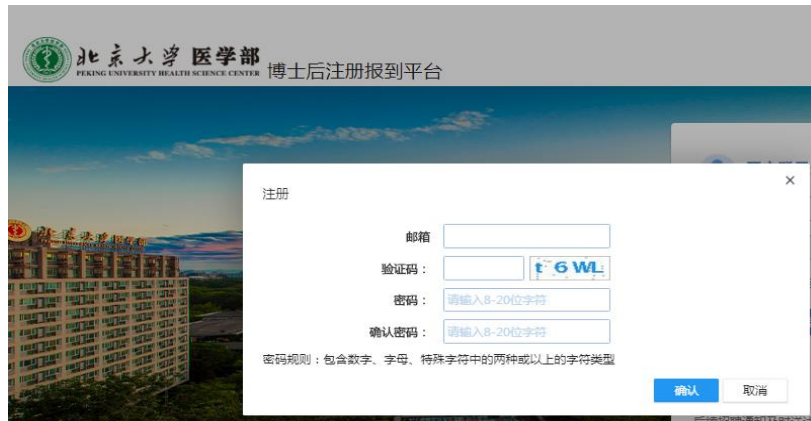 北京大学 医学部
PEKING UNIVERSITY HEALTH SCIENCE CENTER
博士后注册报到平台
注册
×
邮箱
验证码：
t 6 WL
密码：
请输入8-20位字符
确认密码：
请输入8-20位字符
密码规则：包含数字、字母、特殊字符中的两种或以上的字符类型
确认
取消